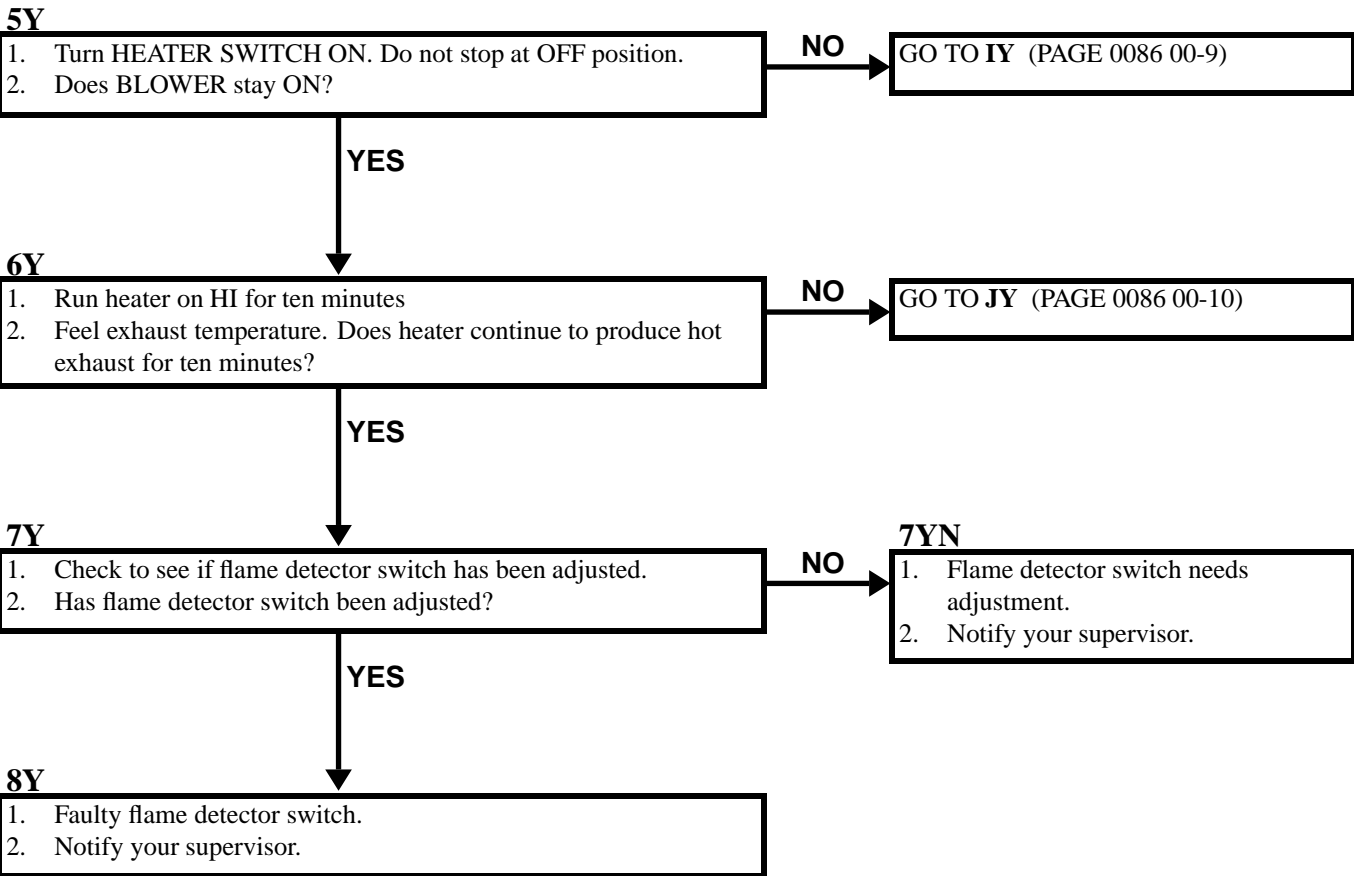 5Y
1. Turn HEATER SWITCH ON. Do not stop at OFF position.
2. Does BLOWER stay ON?
NO
GO TO IY (PAGE 0086 00-9)
YES
6Y
1. Run heater on HI for ten minutes
2. Feel exhaust temperature. Does heater continue to produce hot
exhaust for ten minutes?
NO
GO TO JY (PAGE 0086 00-10)
YES
7Y
1. Check to see if flame detector switch has been adjusted.
2. Has flame detector switch been adjusted?
NO
7YN
1. Flame detector switch needs
adjustment.
2. Notify your supervisor.
YES
8Y
1. Faulty flame detector switch.
2. Notify your supervisor.